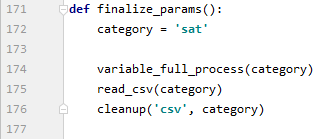 171 def finalize_params():
172     category = 'sat'
173
174     variable_full_process(category)
175     read_csv(category)
176     cleanup('csv', category)
177